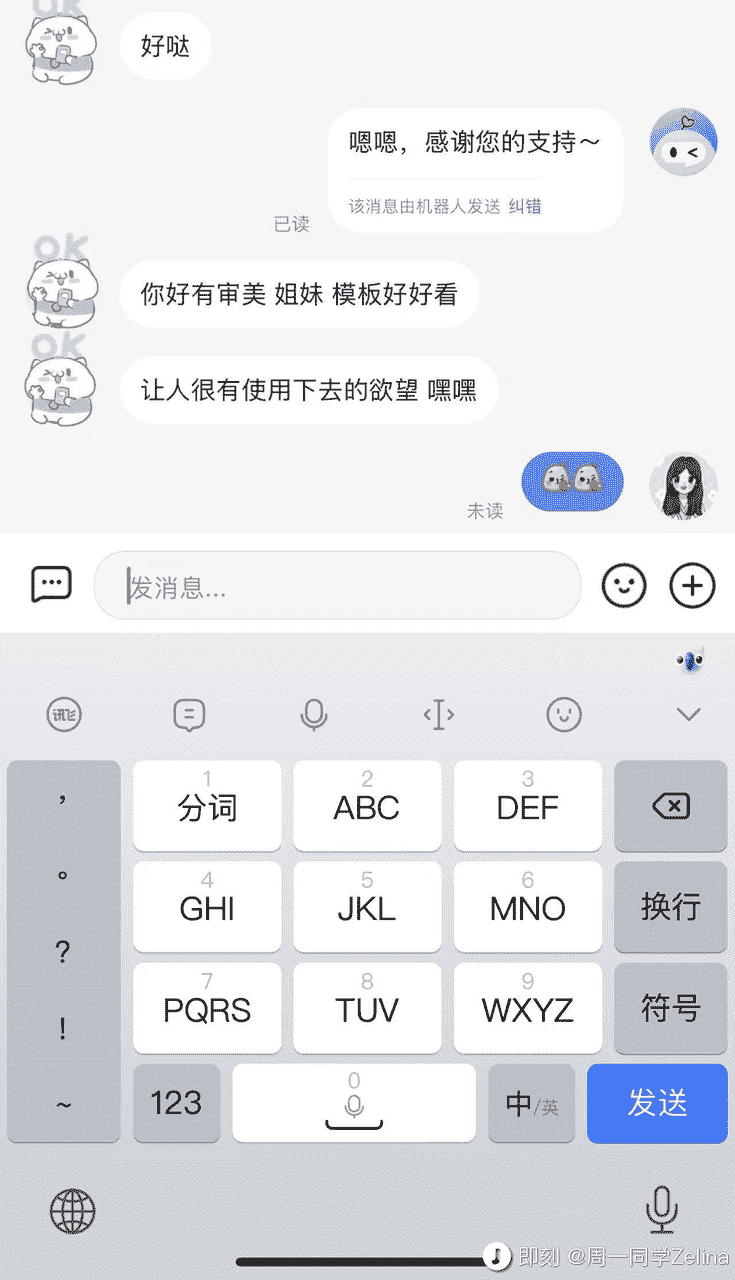 OK
好哒
嗯嗯，感谢您的支持～
该消息由机器人发送 纠错
已读
OK
你好有审美 姐妹 模板好好看
OK
让人很有使用下去的欲望 嘿嘿
未读
发消息...
讯飞
，
。
?
!
~
1
分词
2
ABC
3
DEF
4
GHI
5
JKL
6
MNO
换行
7
PQRS
8
TUV
9
WXYZ
符号
123
0
中/英
发送
即刻 @周一同学Zelina